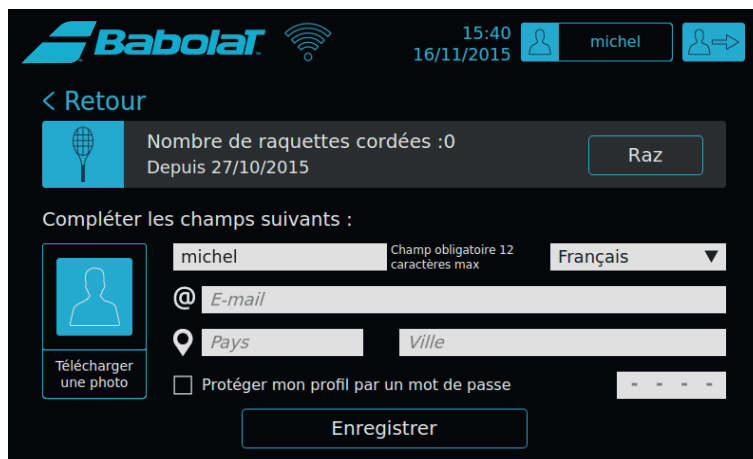 BabolaT
15:40
16/11/2015
michel
< Retour
Nombre de raquettes cordées :0
Depuis 27/10/2015
Raz
Compléter les champs suivants :
michel
Champ obligatoire 12
caractères max
Français
@ E-mail
Pays
Ville
Télécharger
une photo
Protéger mon profil par un mot de passe
- - - -
Enregistrer